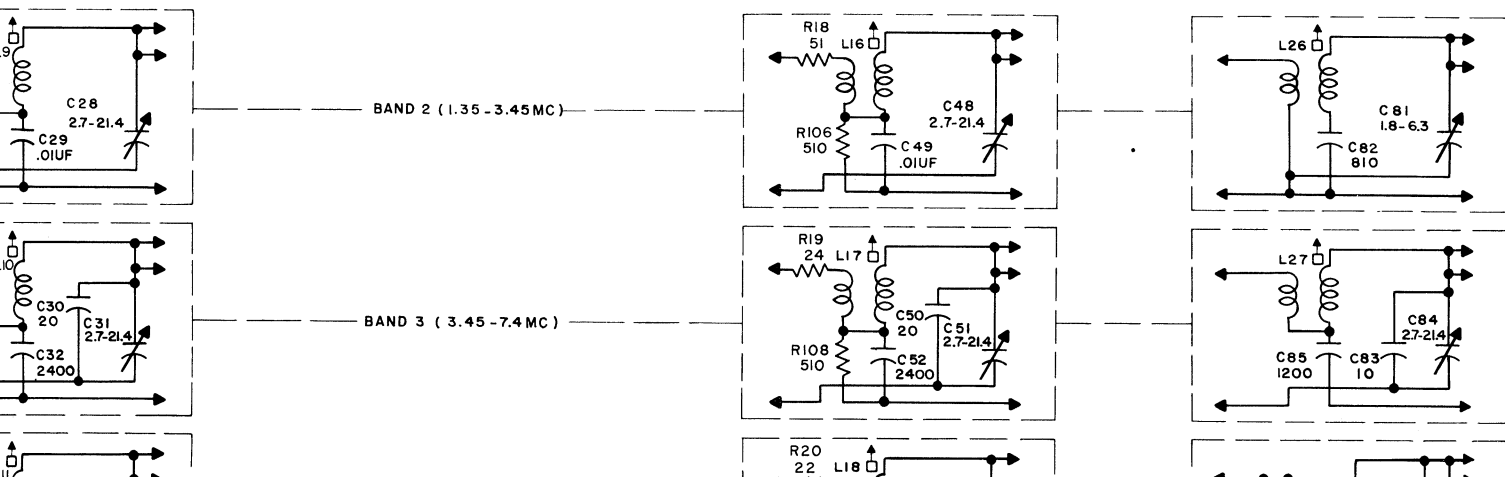 C28
2.7-21.4
C29
.01UF
BAND 2 (1.35-3.45MC)
R18
51
L16
C48
2.7-21.4
R106
510
C49
.01UF
L26
C81
1.8-6.3
C82
810
C30
20
C31
2.7-21.4
C32
2400
BAND 3 (3.45-7.4MC)
R19
24
L17
C50
20
C51
2.7-21.4
R108
510
C52
2400
L27
C84
2.7-21.4
C85
1200
C83
10
R20
22
L18